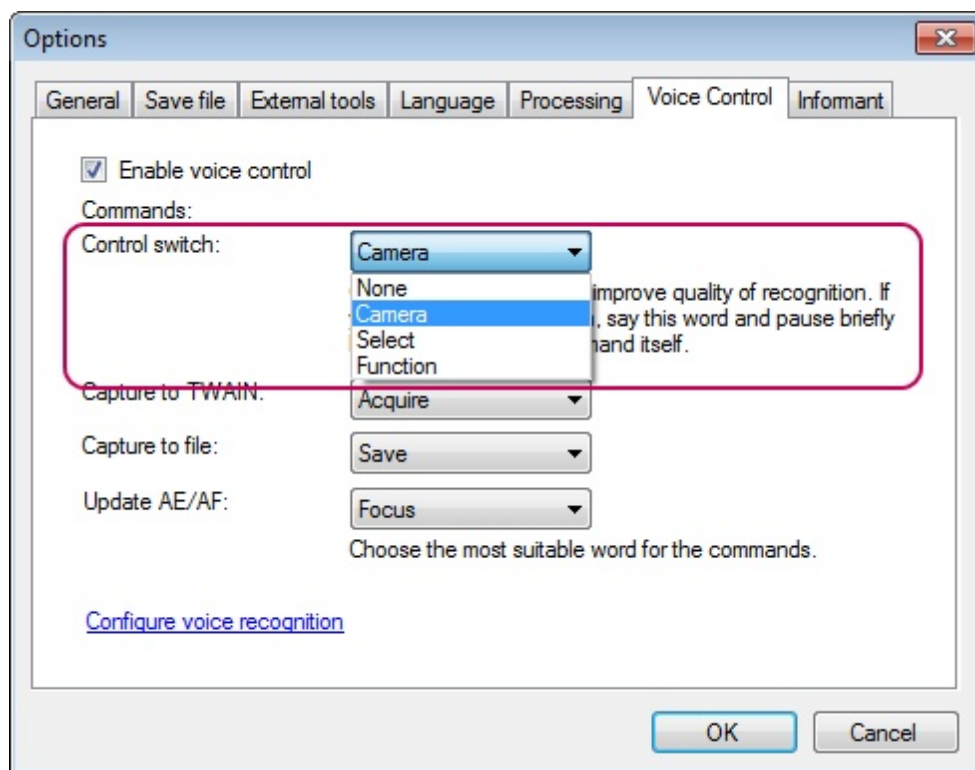 Options
General Save file External tools Language Processing Voice Control Informant
Enable voice control
Commands:
Control switch: Camera
None
improve quality of recognition. If
Camera
, say this word and pause briefly
Select
itself.
Function
Capture to TWAIN: Acquire
Capture to file: Save
Update AE/AF: Focus
Choose the most suitable word for the commands.
Configure voice recognition
OK Cancel